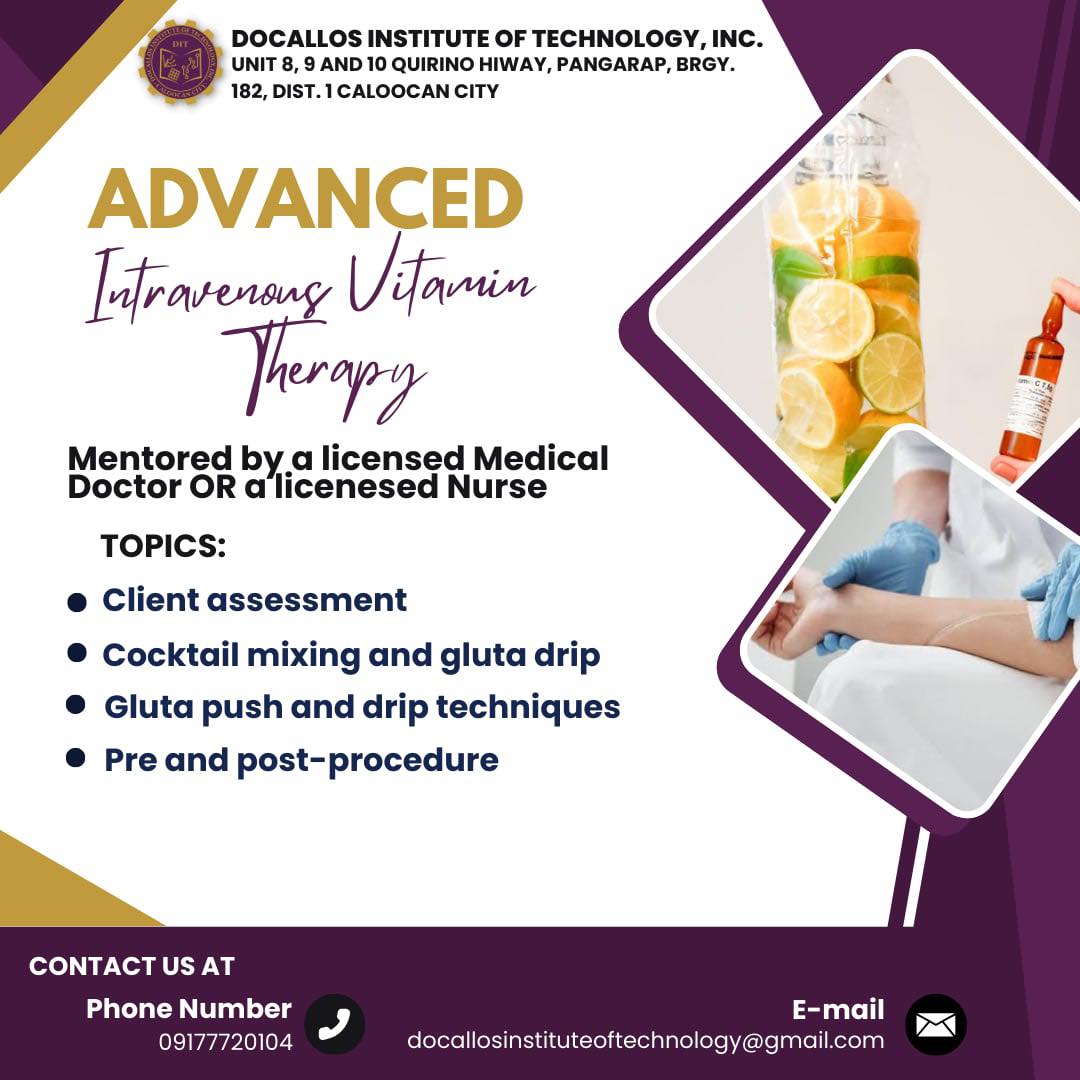 DOCALLOS INSTITUTE OF TECHNOLOGY, INC.
UNIT 8, 9 AND 10 QUIRINO HIWAY, PANGARAP, BRGY.
182, DIST. 1 CALOOCAN CITY
DIT
ADVANCED
Intravenous Vitamin
Therapy
Mentored by a licensed Medical
Doctor OR a licenesed Nurse
TOPICS:
Client assessment
Cocktail mixing and gluta drip
Gluta push and drip techniques
Pre and post-procedure
CONTACT US AT
Phone Number
09177720104
E-mail
docallosinstituteoftechnology@gmail.com